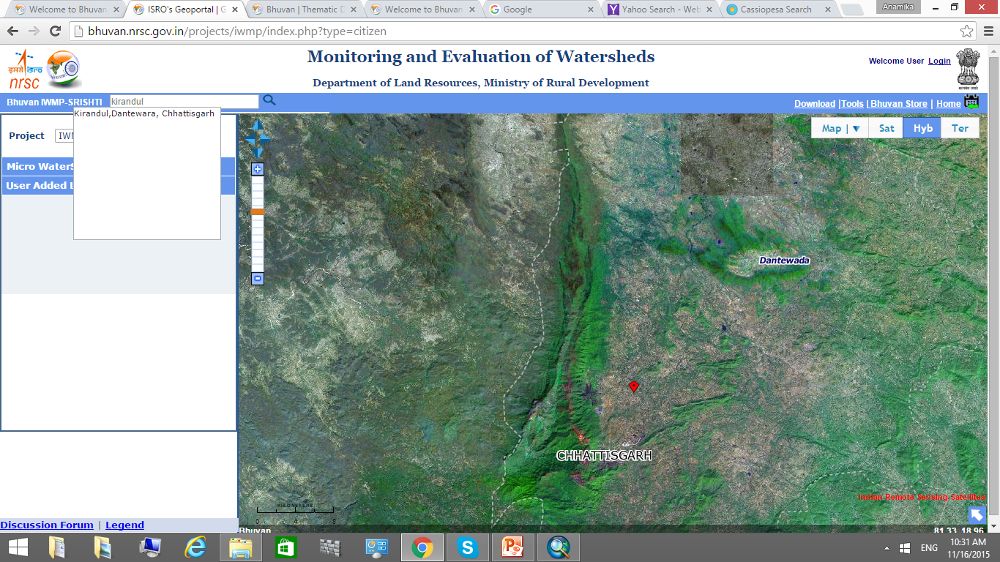 Welcome to Bhuvan
ISRO's Geoportal | G
Bhuvan | Thematic D
Welcome to Bhuvan
Google
Yahoo Search - Web
Cassiopesa Search
Anamika
bhuvan.nrsc.gov.in/projects/iwmp/index.php?type=citizen
इसरो isro
nrsc
Monitoring and Evaluation of Watersheds
Department of Land Resources, Ministry of Rural Development
Welcome User Login
Bhuvan IWMP-SRISHTI
kirandul
Download |Tools | Bhuvan Store | Home
Kirandul,Dantewara, Chhattisgarh
Project
IWM
Micro WaterS
User Added L
Map | ▼ Sat Hyb Ter
Dantewada
CHHATTISGARH
KILOMETERS
0 4 8
Indian Remote Sensing Satellites
Bhuvan
81.33, 18.96
Discussion Forum | Legend
ENG
10:31 AM
11/16/2015